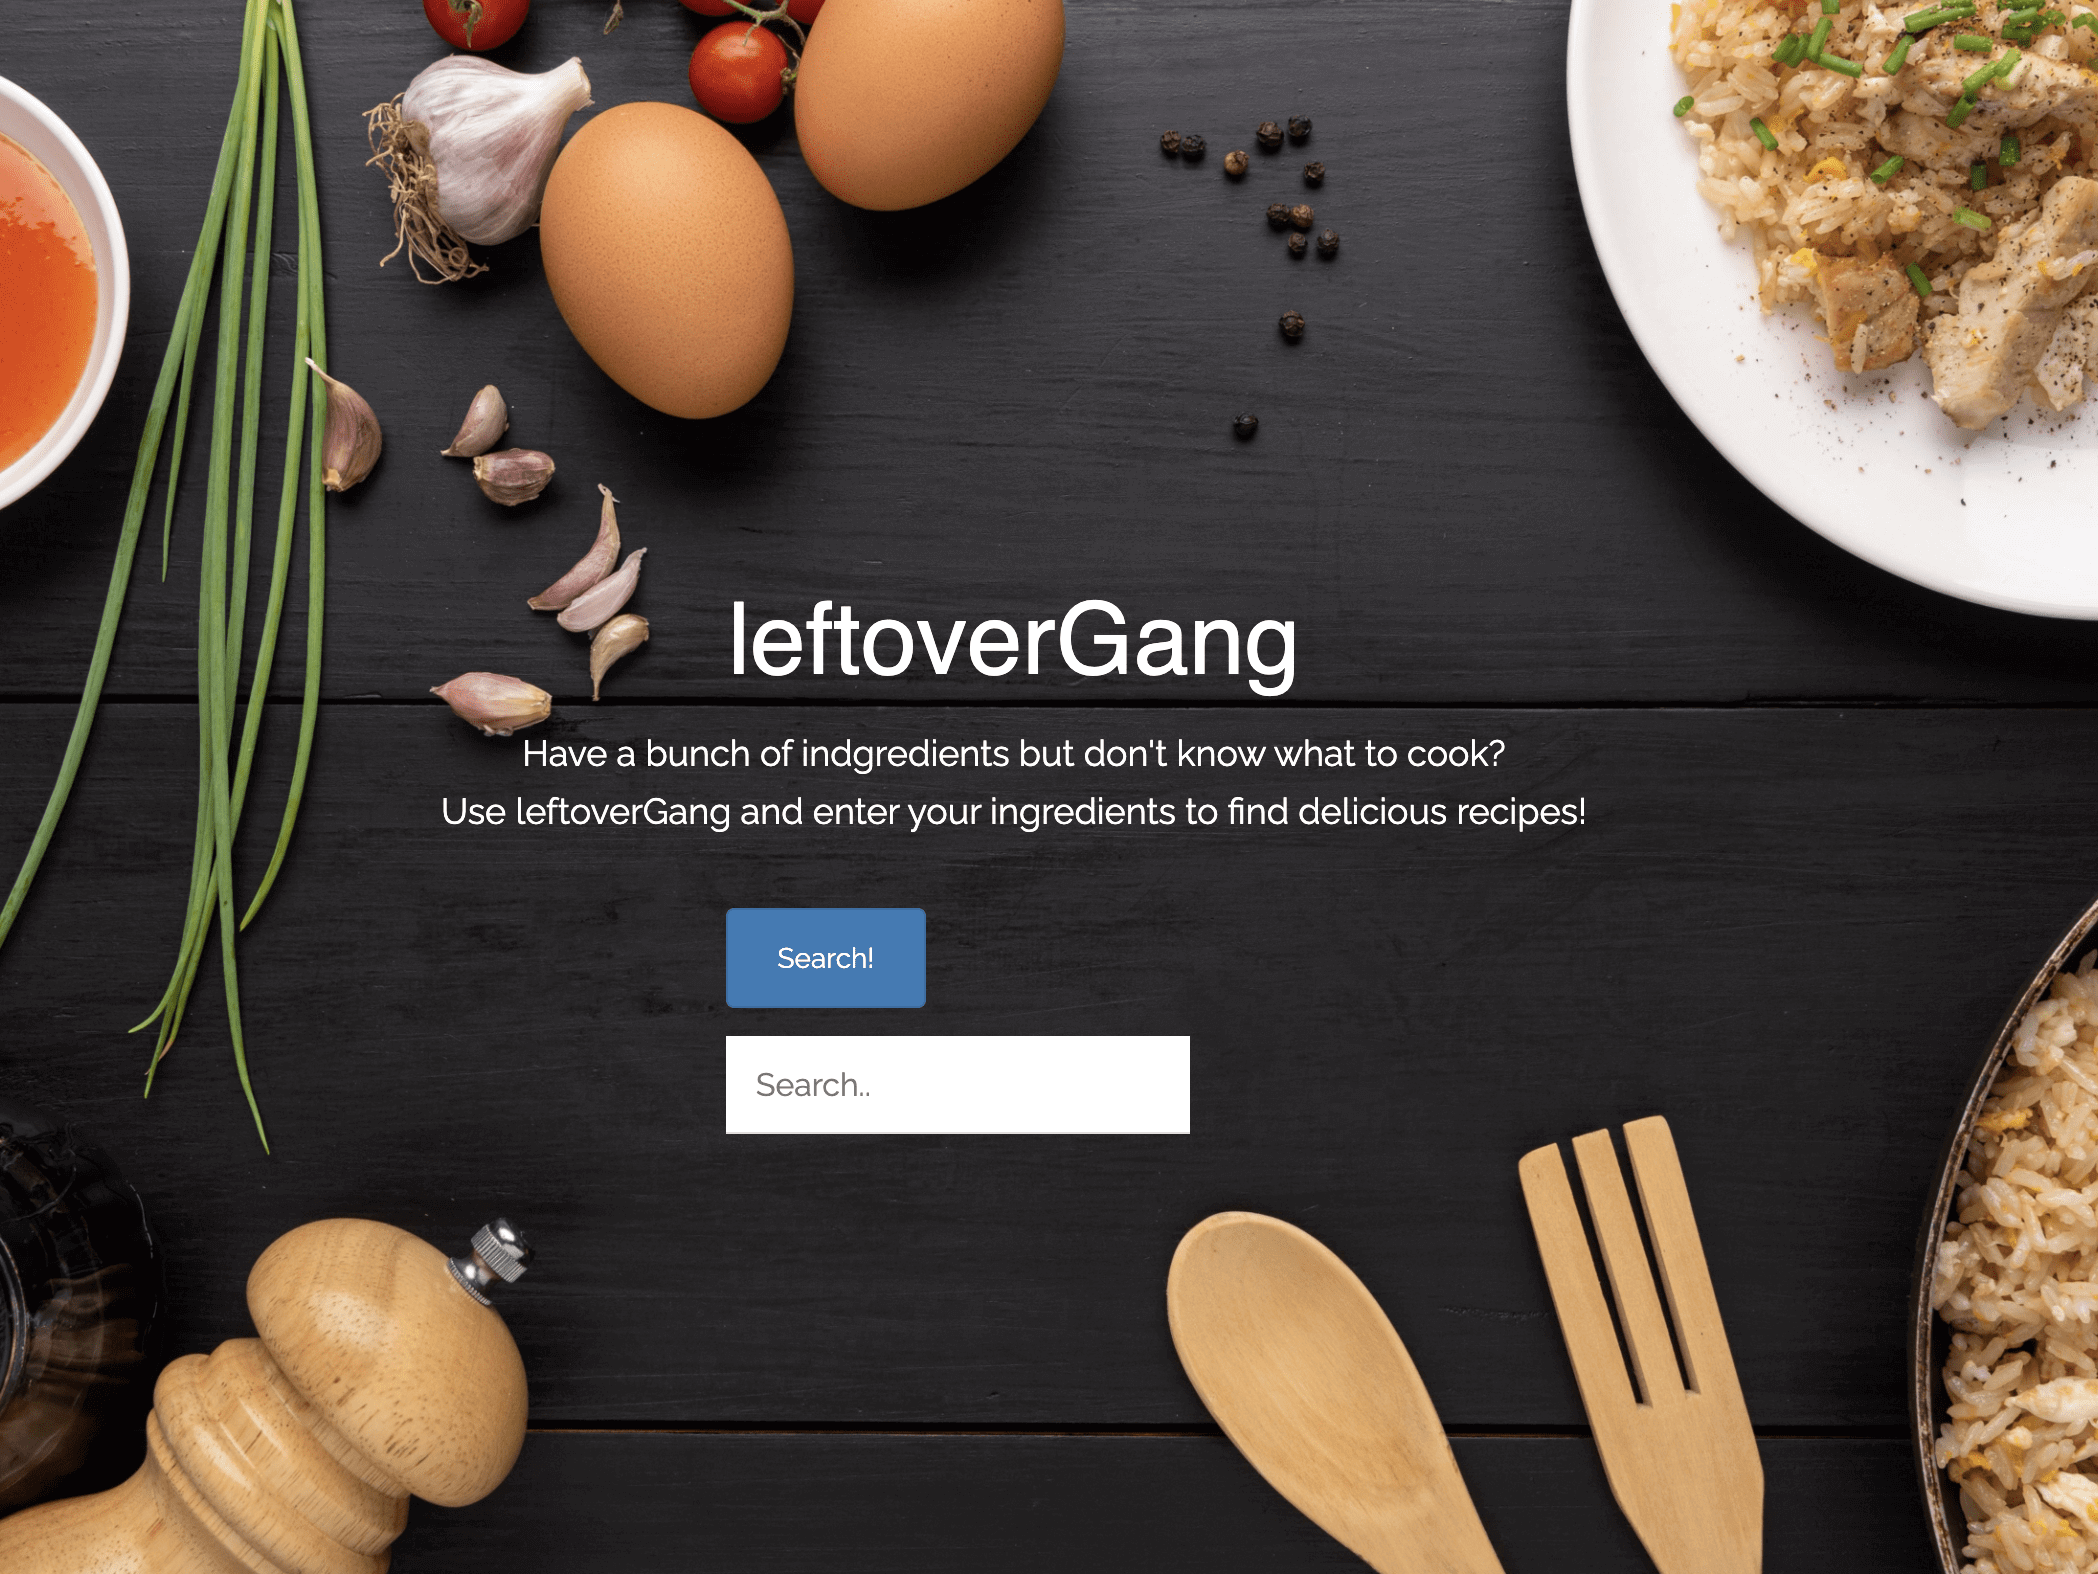 leftoverGang
Have a bunch of indgredients but don't know what to cook?
Use leftoverGang and enter your ingredients to find delicious recipes!
Search!
Search..